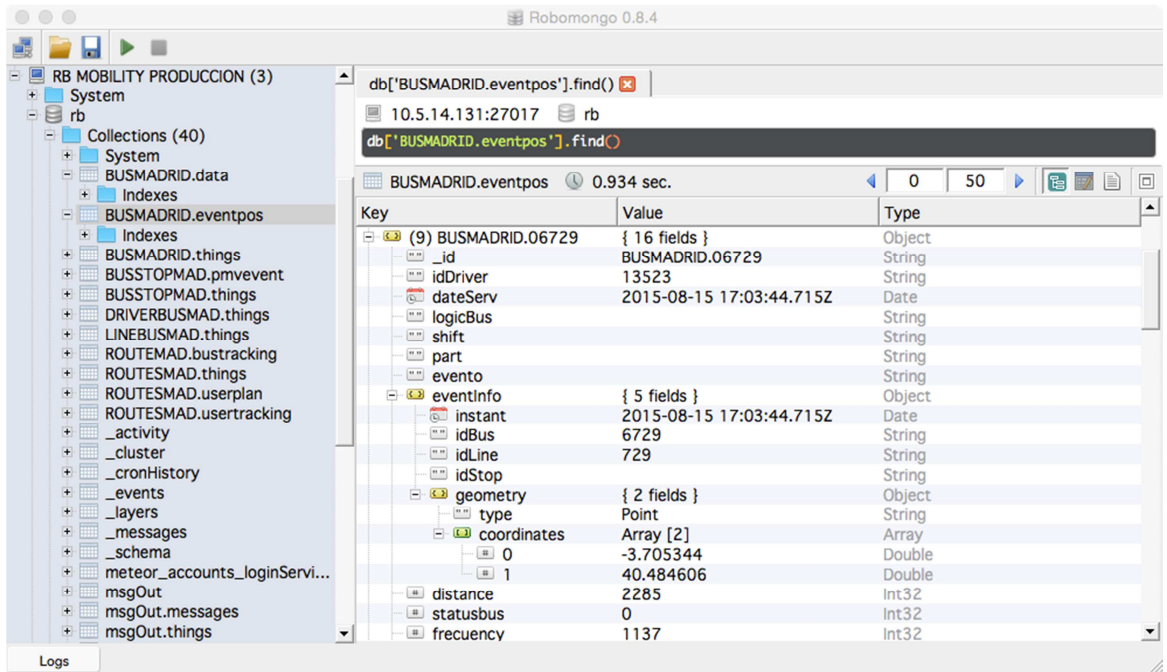 Robomongo 0.8.4
RB MOBILITY PRODUCCION (3)
System
rb
Collections (40)
System
BUSMADRID.data
Indexes
BUSMADRID.eventpos
Indexes
BUSMADRID.things
BUSSTOPMAD.pmvevent
BUSSTOPMAD.things
DRIVERBUSMAD.things
LINEBUSMAD.things
ROUTEMAD.bustracking
ROUTESMAD.things
ROUTESMAD.userplan
ROUTESMAD.usertracking
_activity
_cluster
_cronHistory
_events
_layers
_messages
_schema
meteor_accounts_loginServi...
msgOut
msgOut.messages
msgOut.things
db['BUSMADRID.eventpos'].find()
10.5.14.131:27017 rb
db['BUSMADRID.eventpos'].find()
BUSMADRID.eventpos 0.934 sec. 0 50
Key Value Type
(9) BUSMADRID.06729 { 16 fields } Object
_id BUSMADRID.06729 String
idDriver 13523 String
dateServ 2015-08-15 17:03:44.715Z Date
logicBus String
shift String
part String
evento String
eventInfo { 5 fields } Object
instant 2015-08-15 17:03:44.715Z Date
idBus 6729 String
idLine 729 String
idStop String
geometry { 2 fields } Object
type Point String
coordinates Array [2] Array
0 -3.705344 Double
1 40.484606 Double
distance 2285 Int32
statusbus 0 Int32
frecuency 1137 Int32
Logs